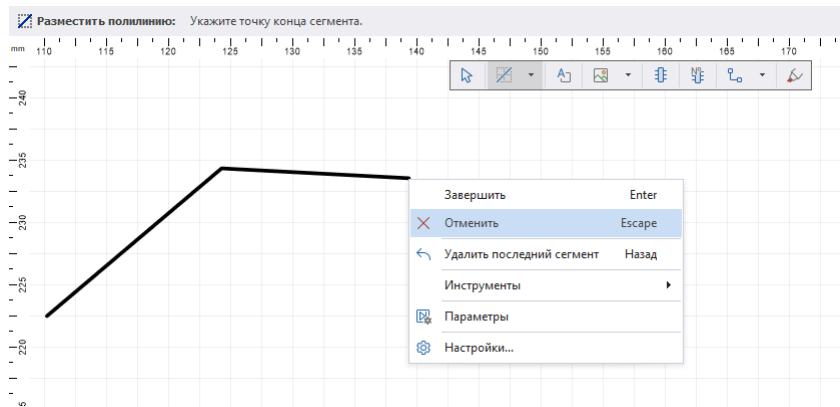 Разместить полилинию: Укажите точку конца сегмента.
mm 110 115 120 125 130 135 140 145 150 155 160 165 170
240
235
230
225
220
Завершить Enter
Отменить Escape
Удалить последний сегмент Назад
Инструменты
Параметры
Настройки...